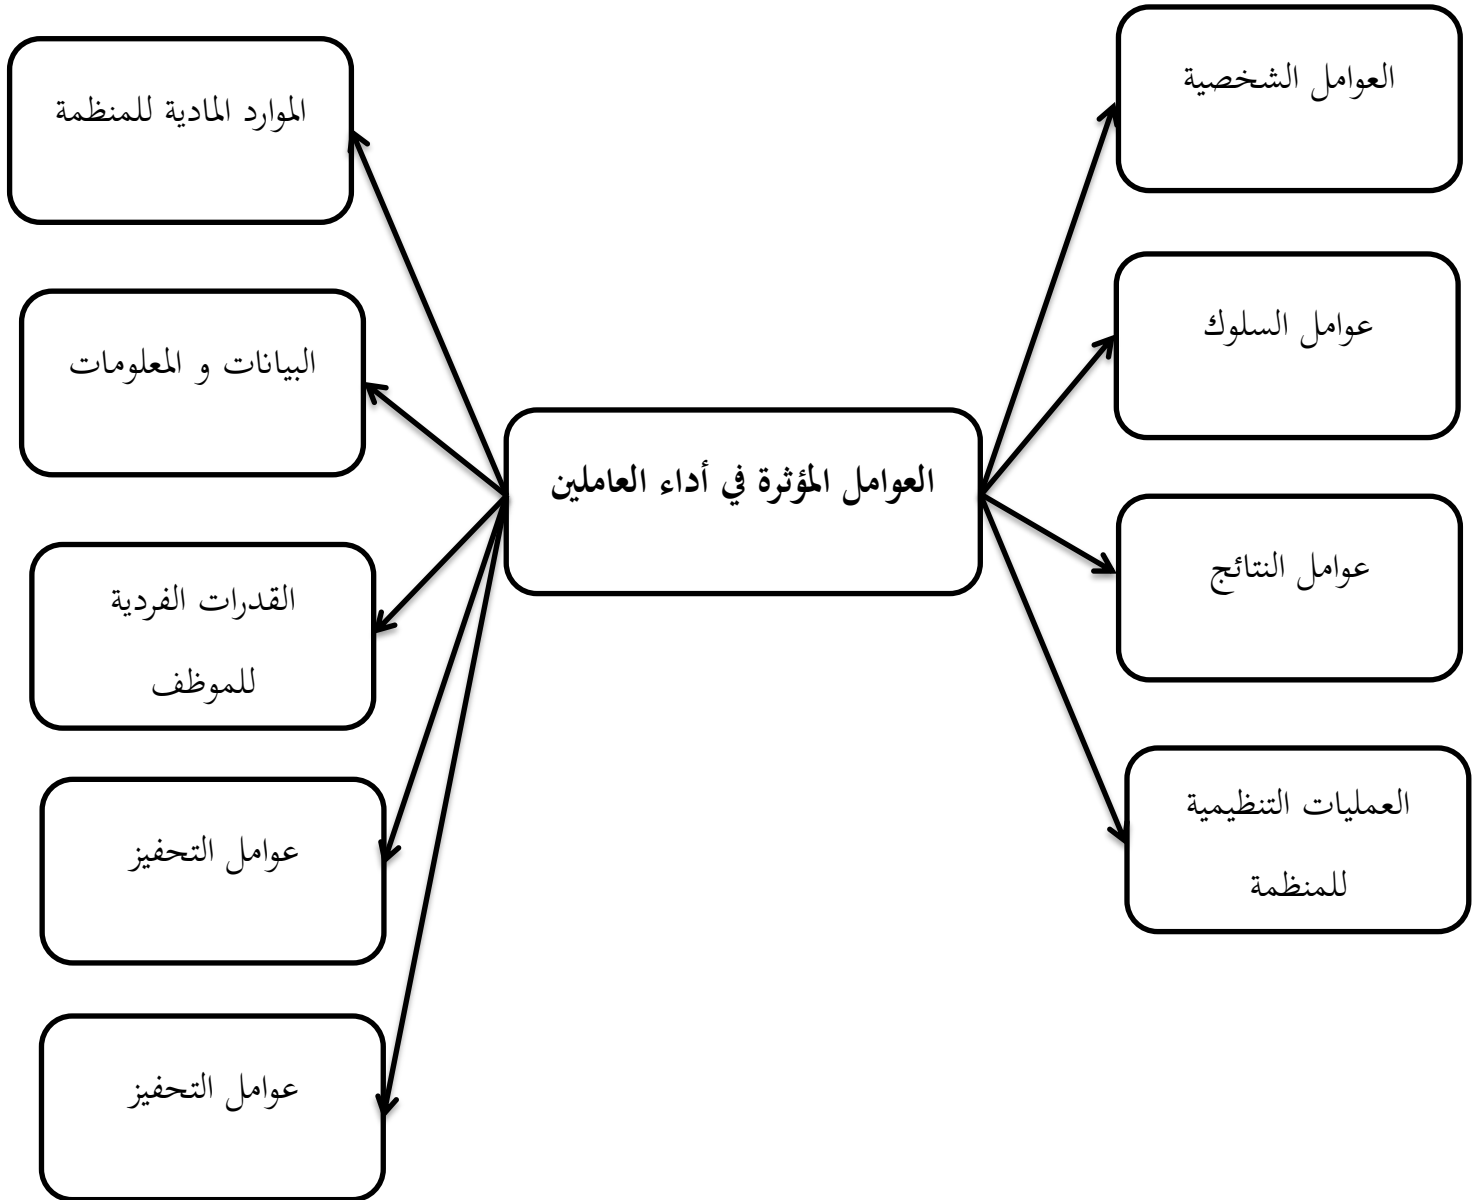 العوامل الشخصية
عوامل السلوك
عوامل النتائج
العمليات التنظيمية
للمنظمة
العوامل المؤثرة في أداء العاملين
الموارد المادية للمنظمة
البيانات و المعلومات
القدرات الفردية
للموظف
عوامل التحفيز
عوامل التحفيز